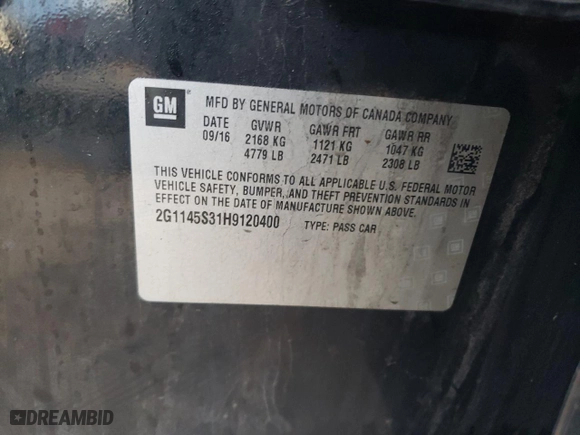 GM
MFD BY GENERAL MOTORS OF CANADA COMPANY
DATE GVWR GAWR FRT GAWR RR
09/16 2168 KG 1121 KG 1047 KG
4779 LB 2471 LB 2308 LB
THIS VEHICLE CONFORMS TO ALL APPLICABLE U.S. FEDERAL MOTOR
VEHICLE SAFETY, BUMPER, AND THEFT PREVENTION STANDARDS IN
EFFECT ON THE DATE OF MANUFACTURE SHOWN ABOVE.
2G1145S31H9120400 TYPE: PASS CAR
DREAMBID